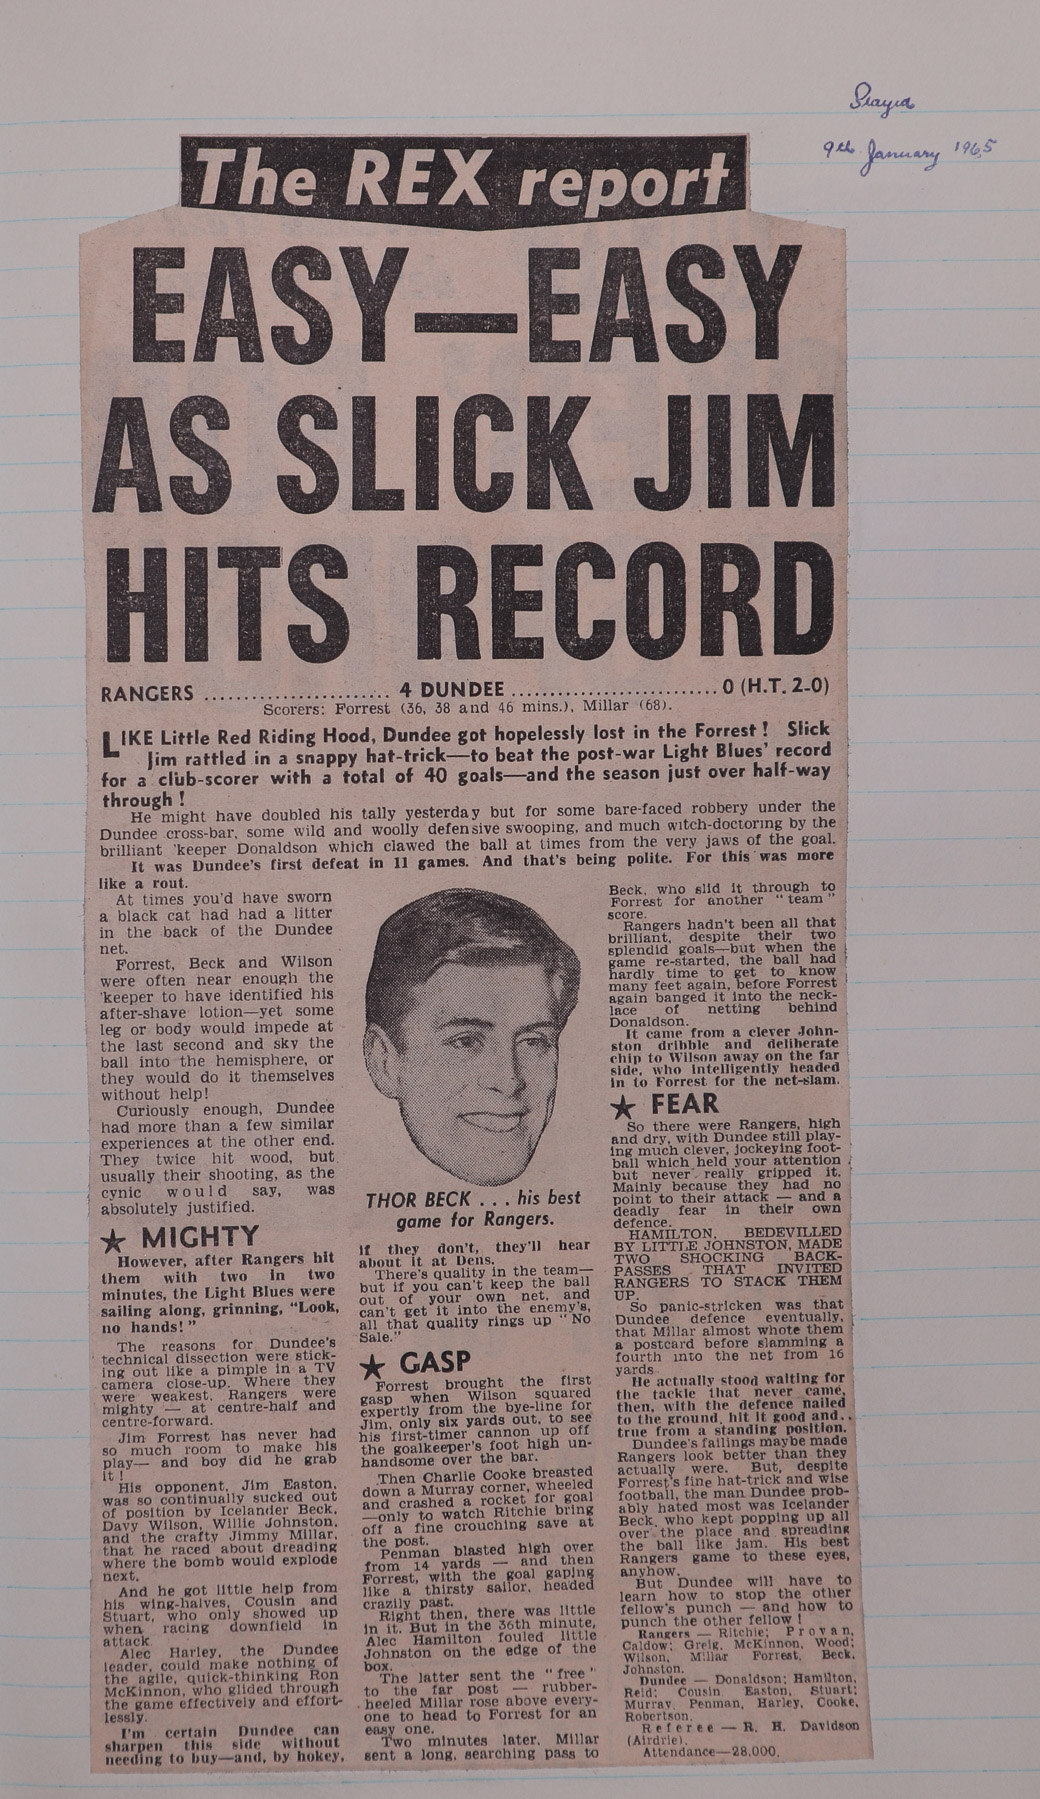 9th January 1965
The REX report
EASY—EASY
AS SLICK JIM
HITS RECORD
RANGERS ........................ 4 DUNDEE ........................... 0 (H.T. 2-0)
Scorers: Forrest (36, 38 and 46 mins.), Millar (68).
LIKE Little Red Riding Hood, Dundee got hopelessly lost in the Forrest! Slick
Jim rattled in a snappy hat-trick—to beat the post-war Light Blues' record
for a club-scorer with a total of 40 goals—and the season just over half-way
through!
He might have doubled his tally yesterday but for some bare-faced robbery under the
Dundee cross-bar, some wild and woolly defensive swooping, and much witch-doctoring by the
brilliant 'keeper Donaldson which clawed the ball at times from the very jaws of the goal.
It was Dundee's first defeat in 11 games. And that's being polite. For this was more
like a rout.
At times you'd have sworn
a black cat had had a litter
in the back of the Dundee
net.
Forrest, Beck and Wilson
were often near enough the
'keeper to have identified his
after-shave lotion—yet some
leg or body would impede at
the last second and sky the
ball into the hemisphere, or
they would do it themselves
without help!
Curiously enough, Dundee
had more than a few similar
experiences at the other end.
They twice hit wood, but
usually their shooting, as the
cynic would say, was
absolutely justified.
★ MIGHTY
However, after Rangers hit
them with two in two
minutes, the Light Blues were
sailing along, grinning, "Look,
no hands!"
The reasons for Dundee's
technical dissection were stick-
ing out like a pimple in a TV
camera close-up. Where they
were weakest, Rangers were
mighty — at centre-half and
centre-forward.
Jim Forrest has never had
so much room to make his
play— and boy did he grab
it!
His opponent, Jim Easton,
was so continually sucked out
of position by Icelander Beck,
Davy Wilson, Willie Johnston,
and the crafty Jimmy Millar,
that he raced about dreading
where the bomb would explode
next.
And he got little help from
his wing-halves, Cousin and
Stuart, who only showed up
when racing downfield in
attack
Alec Harley, the Dundee
leader, could make nothing of
the agile, quick-thinking Ron
McKinnon, who glided through
the game effectively and effort-
lessly.
I'm certain Dundee can
sharpen this side without
needing to buy—and, by hokey,
THOR BECK . . . his best
game for Rangers.
if they don't, they'll hear
about it at Dens.
There's quality in the team—
but if you can't keep the ball
out of your own net, and
can't get it into the enemy's,
all that quality rings up "No
Sale."
★ GASP
Forrest brought the first
gasp when Wilson squared
expertly from the bye-line for
Jim, only six yards out, to see
his first-timer cannon up off
the goalkeeper's foot high un-
handsome over the bar.
Then Charlie Cooke breasted
down a Murray corner, wheeled
and crashed a rocket for goal
—only to watch Ritchie bring
off a fine crouching save at
the post.
Penman blasted high over
from 14 yards — and then
Forrest, with the goal gaping
like a thirsty sailor, headed
crazily past.
Right then, there was little
in it. But in the 36th minute,
Alec Hamilton fouled little
Johnston on the edge of the
box.
The latter sent the "free"
to the far post — rubber-
heeled Millar rose above every-
one to head to Forrest for an
easy one.
Two minutes later, Millar
sent a long, searching pass to
Beck, who slid it through to
Forrest for another "team"
score.
Rangers hadn't been all that
brilliant, despite their two
splendid goals—but when the
game re-started, the ball had
hardly time to get to know
many feet again, before Forrest
again banged it into the neck-
lace of netting behind
Donaldson.
It came from a clever John-
ston dribble and deliberate
chip to Wilson away on the far
side, who intelligently headed
in to Forrest for the net-slam.
★ FEAR
So there were Rangers, high
and dry, with Dundee still play-
ing much clever, jockeying foot-
ball which held your attention
but never really gripped it.
Mainly because they had no
point to their attack — and a
deadly fear in their own
defence.
HAMILTON, BEDEVILLED
BY LITTLE JOHNSTON, MADE
TWO SHOCKING BACK-
PASSES THAT INVITED
RANGERS TO STACK THEM
UP.
So panic-stricken was that
Dundee defence eventually,
that Millar almost whote them
a postcard before slamming a
fourth into the net from 16
yards
He actually stood waiting for
the tackle that never came,
then, with the defence nailed
to the ground, hit it good and..
true from a standing position.
Dundee's failings maybe made
Rangers look better than they
actually were. But, despite
Forrest's fine hat-trick and wise
football, the man Dundee prob-
ably hated most was Icelander
Beck, who kept popping up all
over the place and spreading
the ball like jam. His best
Rangers game to these eyes,
anyhow.
But Dundee will have to
learn how to stop the other
fellow's punch — and how to
punch the other fellow!
Rangers — Ritchie; Provan,
Caldow; Greig, McKinnon, Wood;
Wilson, Millar Forrest, Beck,
Johnston.
Dundee — Donaldson; Hamilton,
Reid; Cousin Easton, Stuart;
Murray, Penman, Harley, Cooke,
Robertson.
Referee — R. H. Davidson
(Airdrie).
Attendance—28,000.